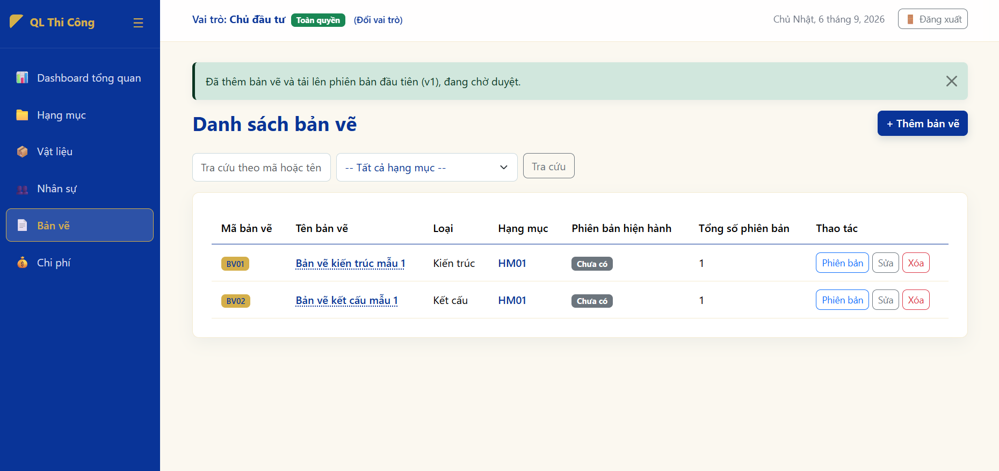 QL Thi Công ☰
Vai trò: Chủ đầu tư Toàn quyền (Đổi vai trò)
Chủ Nhật, 6 tháng 9, 2026
Đăng xuất
Dashboard tổng quan
Hạng mục
Vật liệu
Nhân sự
Bản vẽ
Chi phí
Đã thêm bản vẽ và tải lên phiên bản đầu tiên (v1), đang chờ duyệt.
Danh sách bản vẽ
+ Thêm bản vẽ
Tra cứu theo mã hoặc tên
-- Tất cả hạng mục --
Tra cứu
Mã bản vẽ Tên bản vẽ Loại Hạng mục Phiên bản hiện hành Tổng số phiên bản Thao tác
BV01 Bản vẽ kiến trúc mẫu 1 Kiến trúc HM01 Chưa có 1 Phiên bản Sửa Xóa
BV02 Bản vẽ kết cấu mẫu 1 Kết cấu HM01 Chưa có 1 Phiên bản Sửa Xóa